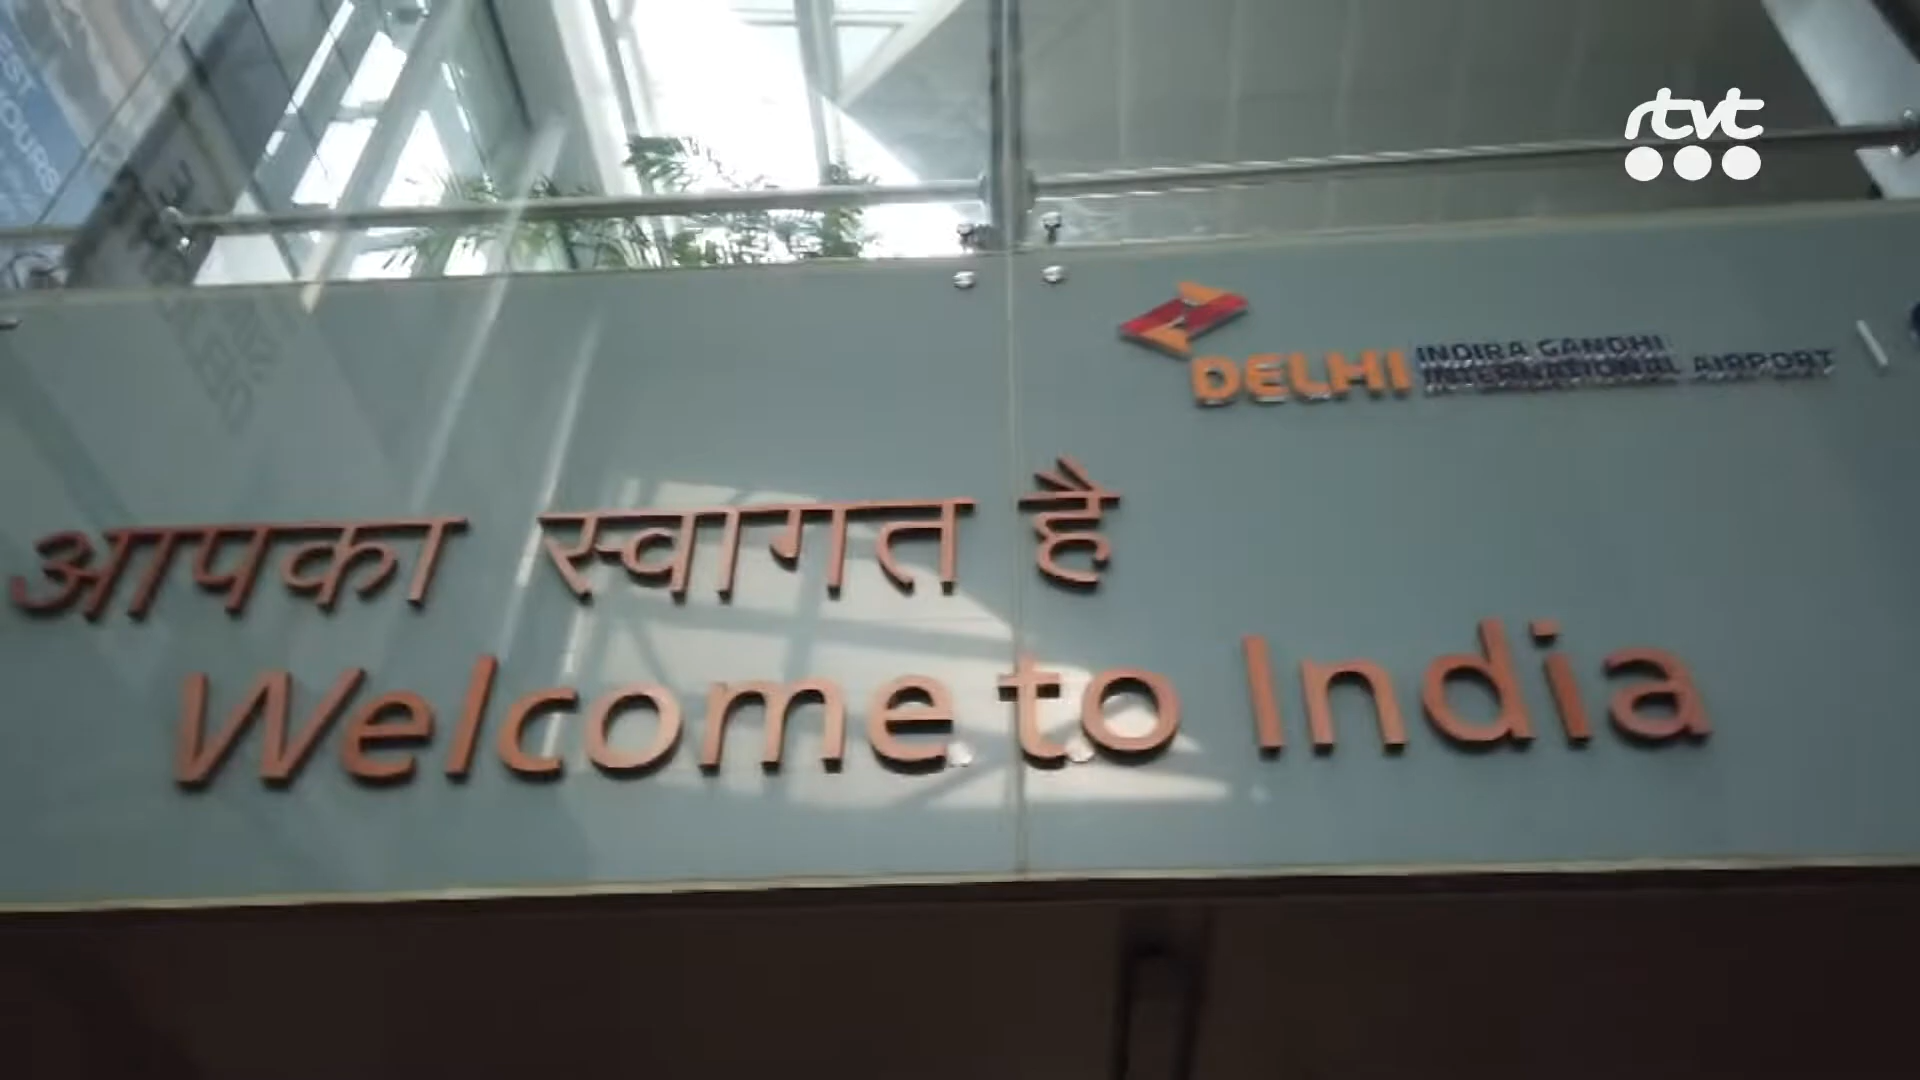 rtvt
DELHI INDIRA GANDHI
INTERNATIONAL AIRPORT
आपका स्वागत है
Welcome to India